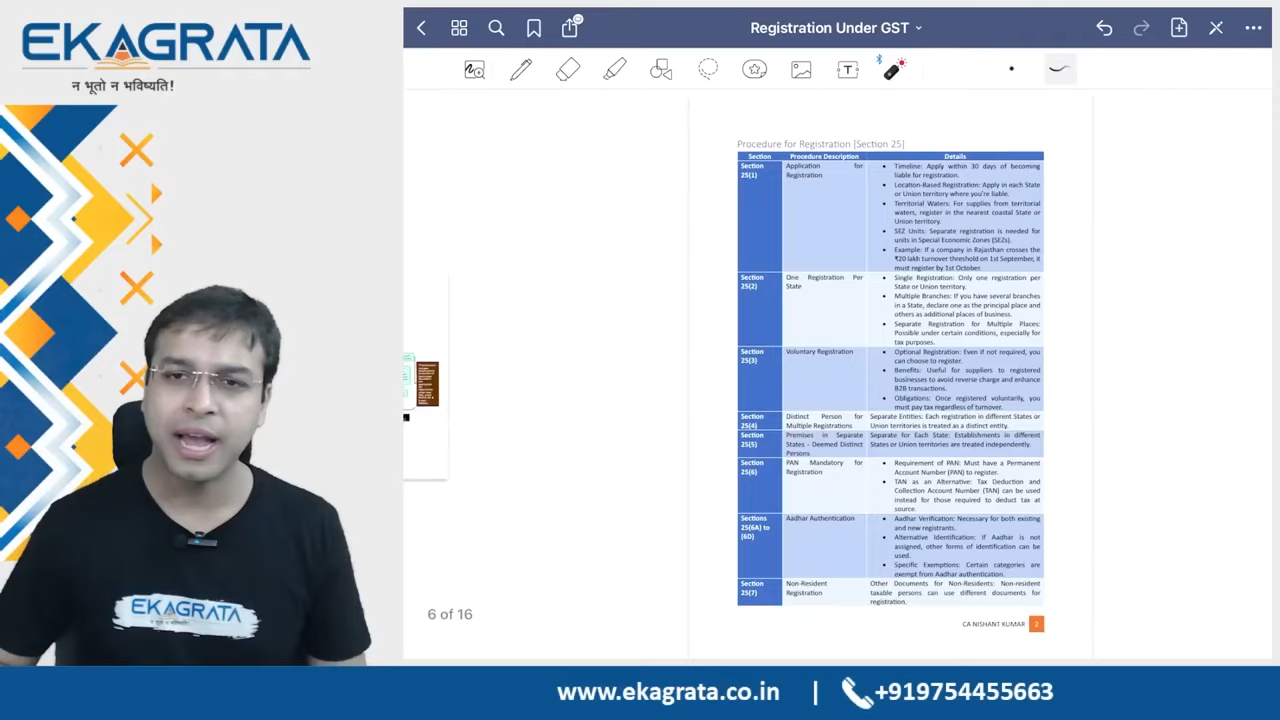 EKAGRATA
न भूतो न भविष्यति!
Registration Under GST
T
Procedure for Registration [Section 25]
Section Procedure Description Details
Section 25(1)
Application for Registration
• Timeline: Apply within 30 days of becoming
liable for registration.
• Location-Based Registration: Apply in each State
or Union territory where you're liable.
• Territorial Waters: For supplies from territorial
waters, register in the nearest coastal State or
Union territory.
• SEZ Units: Separate registration is needed for
units in Special Economic Zones (SEZs).
• Example: If a company in Rajasthan crosses the
₹20 lakh turnover threshold on 1st September, it
must register by 1st October.
Section 25(2)
One Registration Per State
• Single Registration: Only one registration per
State or Union territory.
• Multiple Branches: If you have several branches
in a State, declare one as the principal place and
others as additional places of business.
• Separate Registration for Multiple Places:
Possible under certain conditions, especially for
tax purposes.
Section 25(3)
Voluntary Registration
• Optional Registration: Even if not required, you
can choose to register.
• Benefits: Useful for suppliers to registered
businesses to avoid reverse charge and enhance
B2B transactions.
• Obligations: Once registered voluntarily, you
must pay tax regardless of turnover.
Section 25(4)
Distinct Person for Multiple Registrations
Separate Entities: Each registration in different States or
Union territories is treated as a distinct entity.
Section 25(5)
Premises in Separate States - Deemed Distinct Persons
Separate for Each State: Establishments in different
States or Union territories are treated independently.
Section 25(6)
PAN Mandatory for Registration
• Requirement of PAN: Must have a Permanent
Account Number (PAN) to register.
• TAN as an Alternative: Tax Deduction and
Collection Account Number (TAN) can be used
instead for those required to deduct tax at
source.
Sections 25(6A) to (6D)
Aadhar Authentication
• Aadhar Verification: Necessary for both existing
and new registrants.
• Alternative Identification: If Aadhar is not
assigned, other forms of identification can be
used.
• Specific Exemptions: Certain categories are
exempt from Aadhar authentication.
Section 25(7)
Non-Resident Registration
Other Documents for Non-Residents: Non-resident
taxable persons can use different documents for
registration.
CA NISHANT KUMAR 2
6 of 16
EKAGRATA
www.ekagrata.co.in | +919754455663